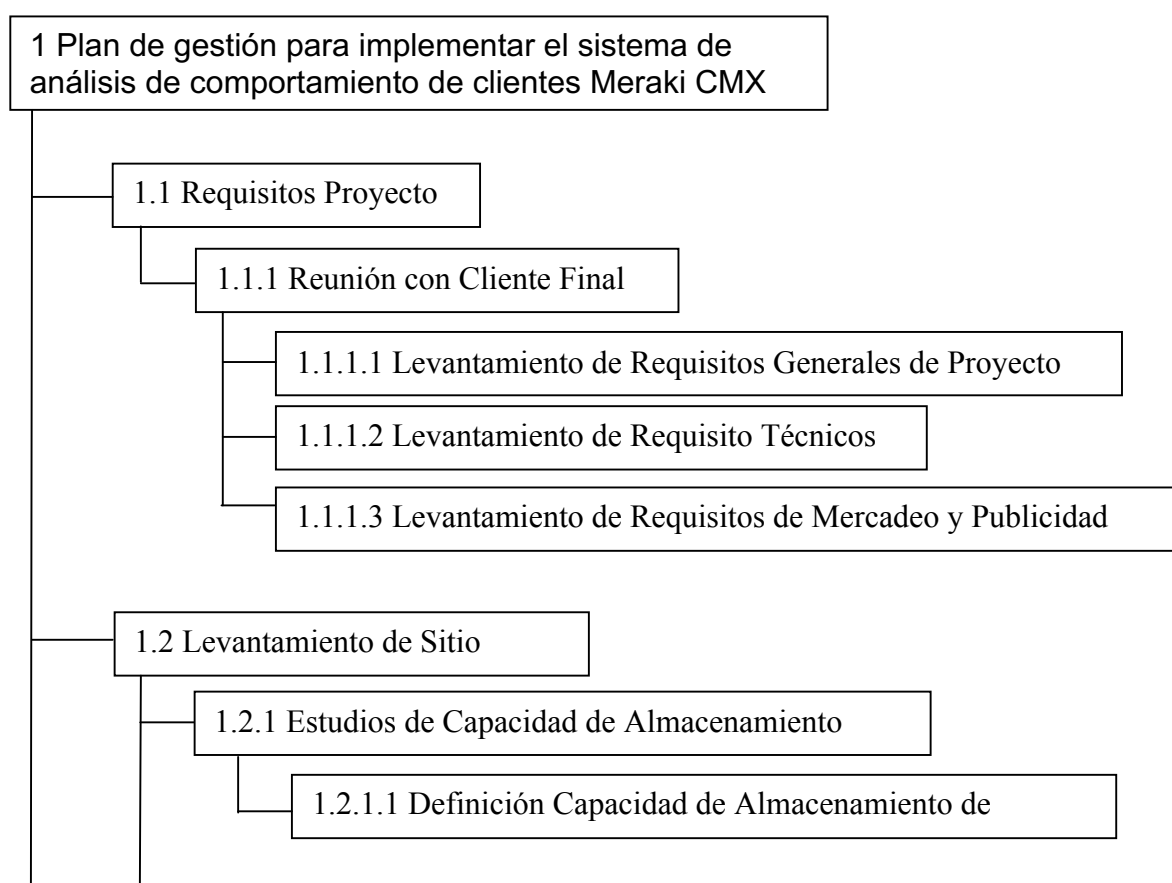 1 Plan de gestión para implementar el sistema de
análisis de comportamiento de clientes Meraki CMX
1.1 Requisitos Proyecto
1.1.1 Reunión con Cliente Final
1.1.1.1 Levantamiento de Requisitos Generales de Proyecto
1.1.1.2 Levantamiento de Requisito Técnicos
1.1.1.3 Levantamiento de Requisitos de Mercadeo y Publicidad
1.2 Levantamiento de Sitio
1.2.1 Estudios de Capacidad de Almacenamiento
1.2.1.1 Definición Capacidad de Almacenamiento de